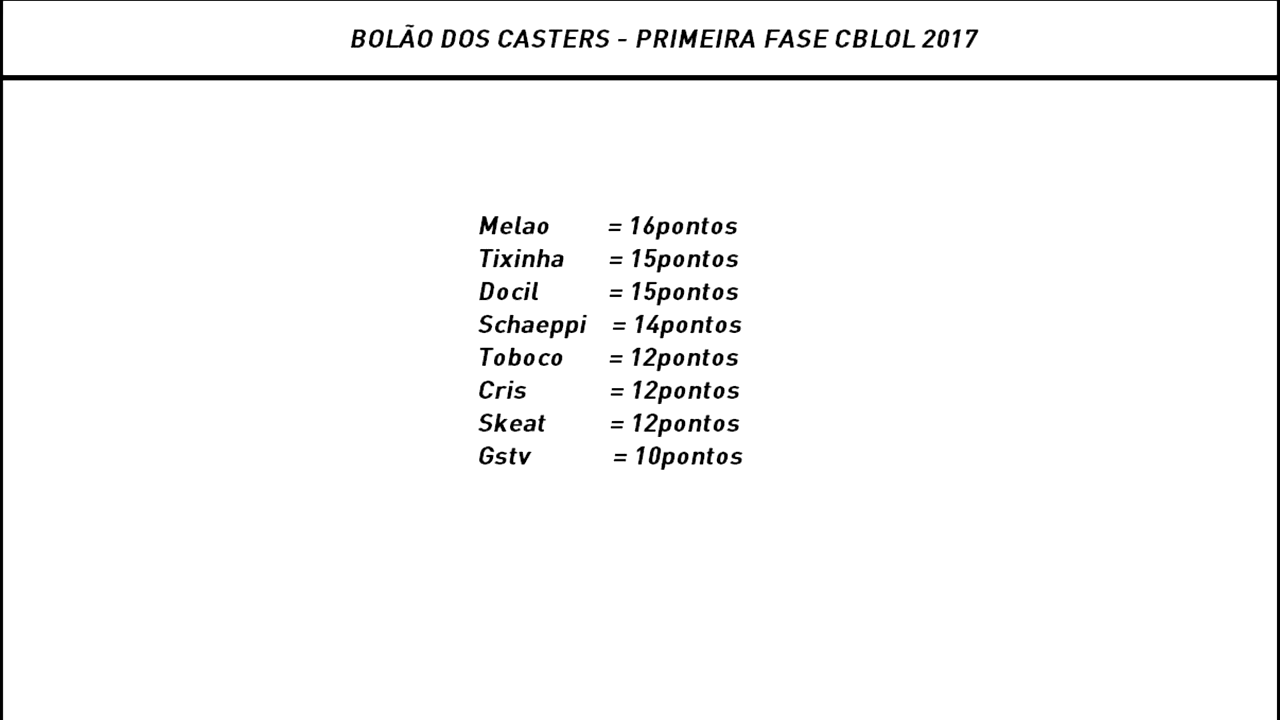 BOLÃO DOS CASTERS - PRIMEIRA FASE CBLOL 2017
Melao = 16pontos
Tixinha = 15pontos
Docil = 15pontos
Schaeppi = 14pontos
Toboco = 12pontos
Cris = 12pontos
Skeat = 12pontos
Gstv = 10pontos